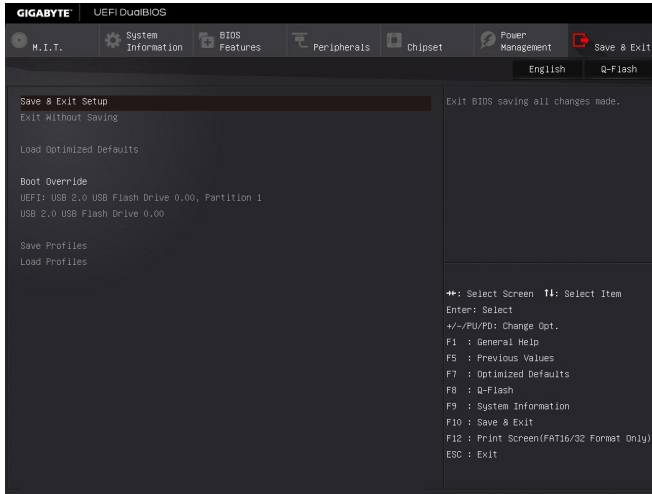 GIGABYTE™ UEFI DualBIOS
M.I.T.
System Information
BIOS Features
Peripherals
Chipset
Power Management
Save & Exit
English
Q-Flash
Save & Exit Setup
Exit Without Saving
Load Optimized Defaults
Boot Override
UEFI: USB 2.0 USB Flash Drive 0.00, Partition 1
USB 2.0 USB Flash Drive 0.00
Save Profiles
Load Profiles
Exit BIOS saving all changes made.
→←: Select Screen ↑↓: Select Item
Enter: Select
+/-/PU/PD: Change Opt.
F1 : General Help
F5 : Previous Values
F7 : Optimized Defaults
F8 : Q-Flash
F9 : System Information
F10 : Save & Exit
F12 : Print Screen(FAT16/32 Format Only)
ESC : Exit